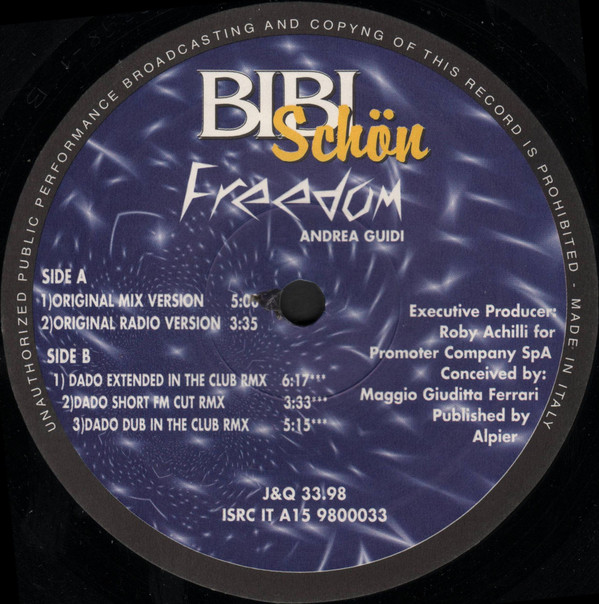 UNAUTHORIZED PUBLIC PERFORMANCE BROADCASTING AND COPYNG OF THIS RECORD IS PROHIBITED - MADE IN ITALY
BIBI
Schön
Freedom
ANDREA GUIDI
SIDE A
1)ORIGINAL MIX VERSION
2)ORIGINAL RADIO VERSION 3:35
SIDE B
1) DADO EXTENDED IN THE CLUB RMX 6:17***
2)DADO SHORT FM CUT RMX 3:33***
3)DADO DUB IN THE CLUB RMX 5:15***
Executive Producer:
Roby Achilli for
Promoter Company SpA
Conceived by:
Maggio Giuditta Ferrari
Published by
Alpier
J&Q 33.98
ISRC IT A15 9800033